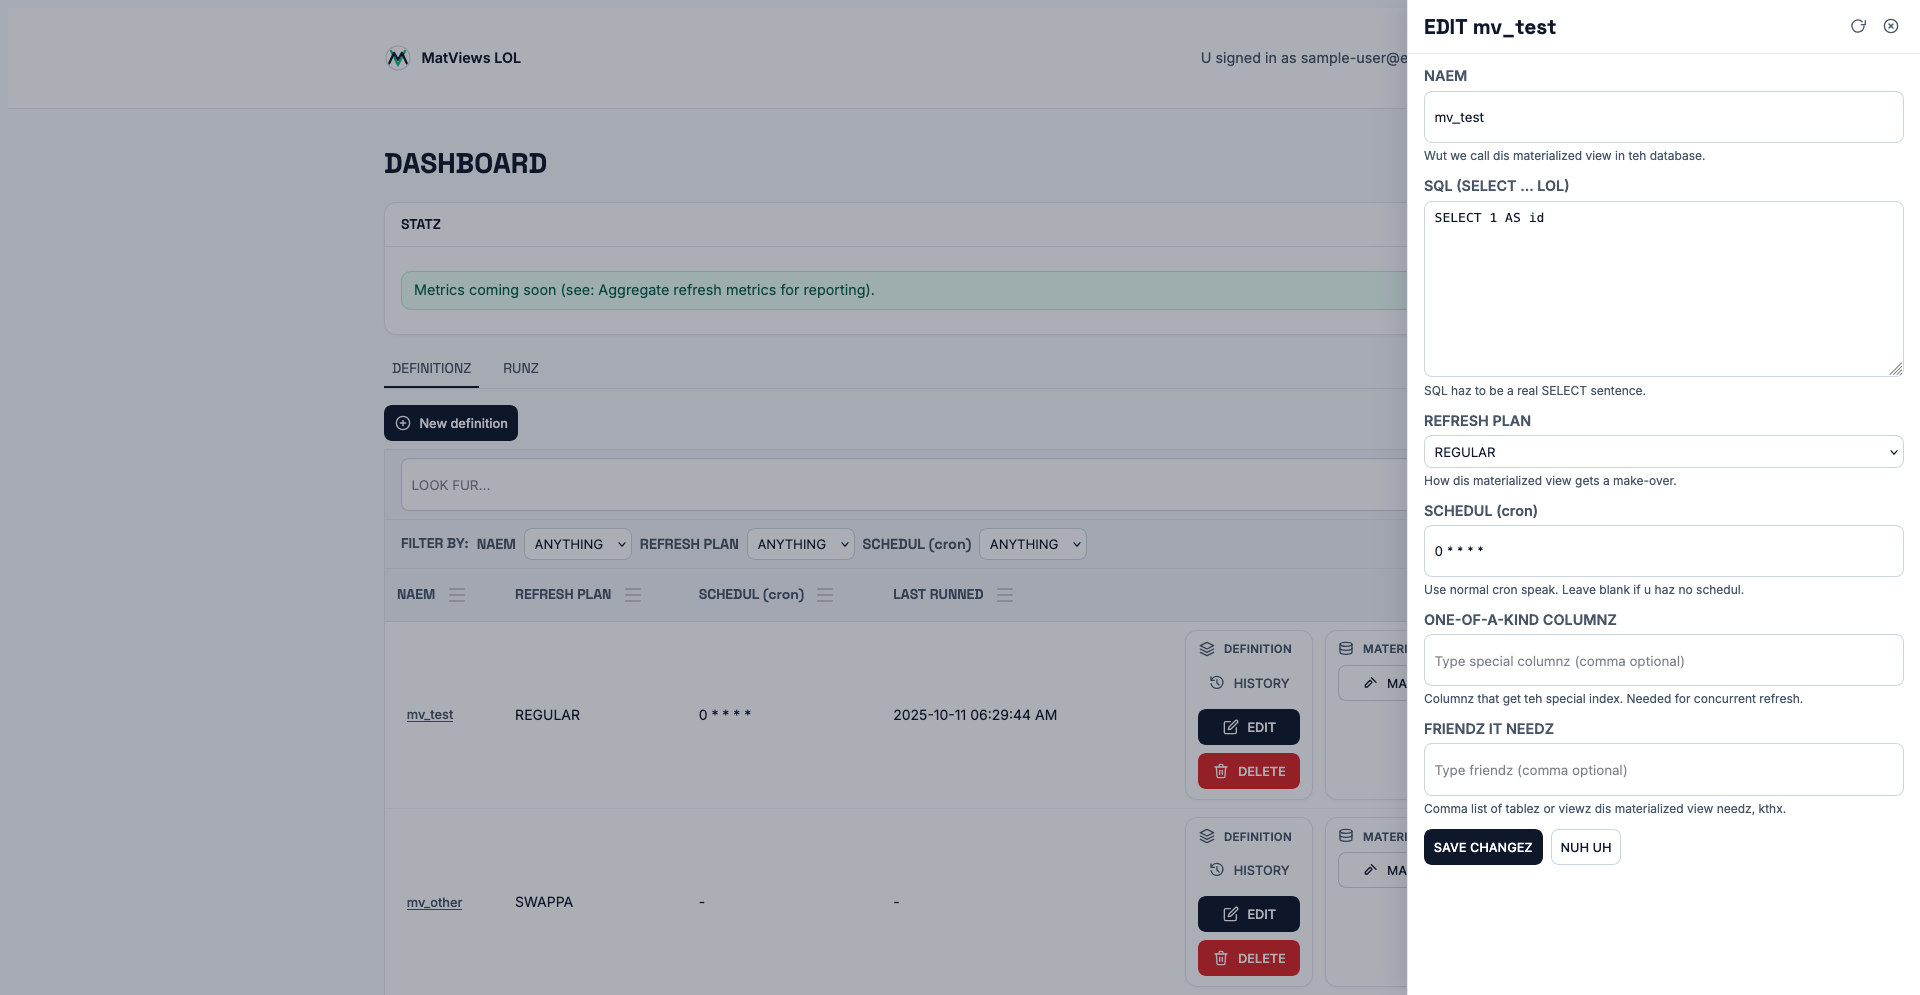 MatViews LOL
U signed in as sample-user@e
DASHBOARD
STATZ
Metrics coming soon (see: Aggregate refresh metrics for reporting).
DEFINITIONZ RUNZ
New definition
LOOK FUR...
FILTER BY: NAEM ANYTHING REFRESH PLAN ANYTHING SCHEDUL (cron) ANYTHING
NAEM REFRESH PLAN SCHEDUL (cron) LAST RUNNED
mv_test REGULAR 0 * * * * 2025-10-11 06:29:44 AM
DEFINITION
HISTORY
EDIT
DELETE
MATERI
MA
mv_other SWAPPA - -
DEFINITION
HISTORY
EDIT
DELETE
MATERI
MA
EDIT mv_test
NAEM
mv_test
Wut we call dis materialized view in teh database.
SQL (SELECT ... LOL)
SELECT 1 AS id
SQL haz to be a real SELECT sentence.
REFRESH PLAN
REGULAR
How dis materialized view gets a make-over.
SCHEDUL (cron)
0 * * * *
Use normal cron speak. Leave blank if u haz no schedul.
ONE-OF-A-KIND COLUMNZ
Type special columnz (comma optional)
Columnz that get teh special index. Needed for concurrent refresh.
FRIENDZ IT NEEDZ
Type friendz (comma optional)
Comma list of tablez or viewz dis materialized view needz, kthx.
SAVE CHANGEZ NUH UH